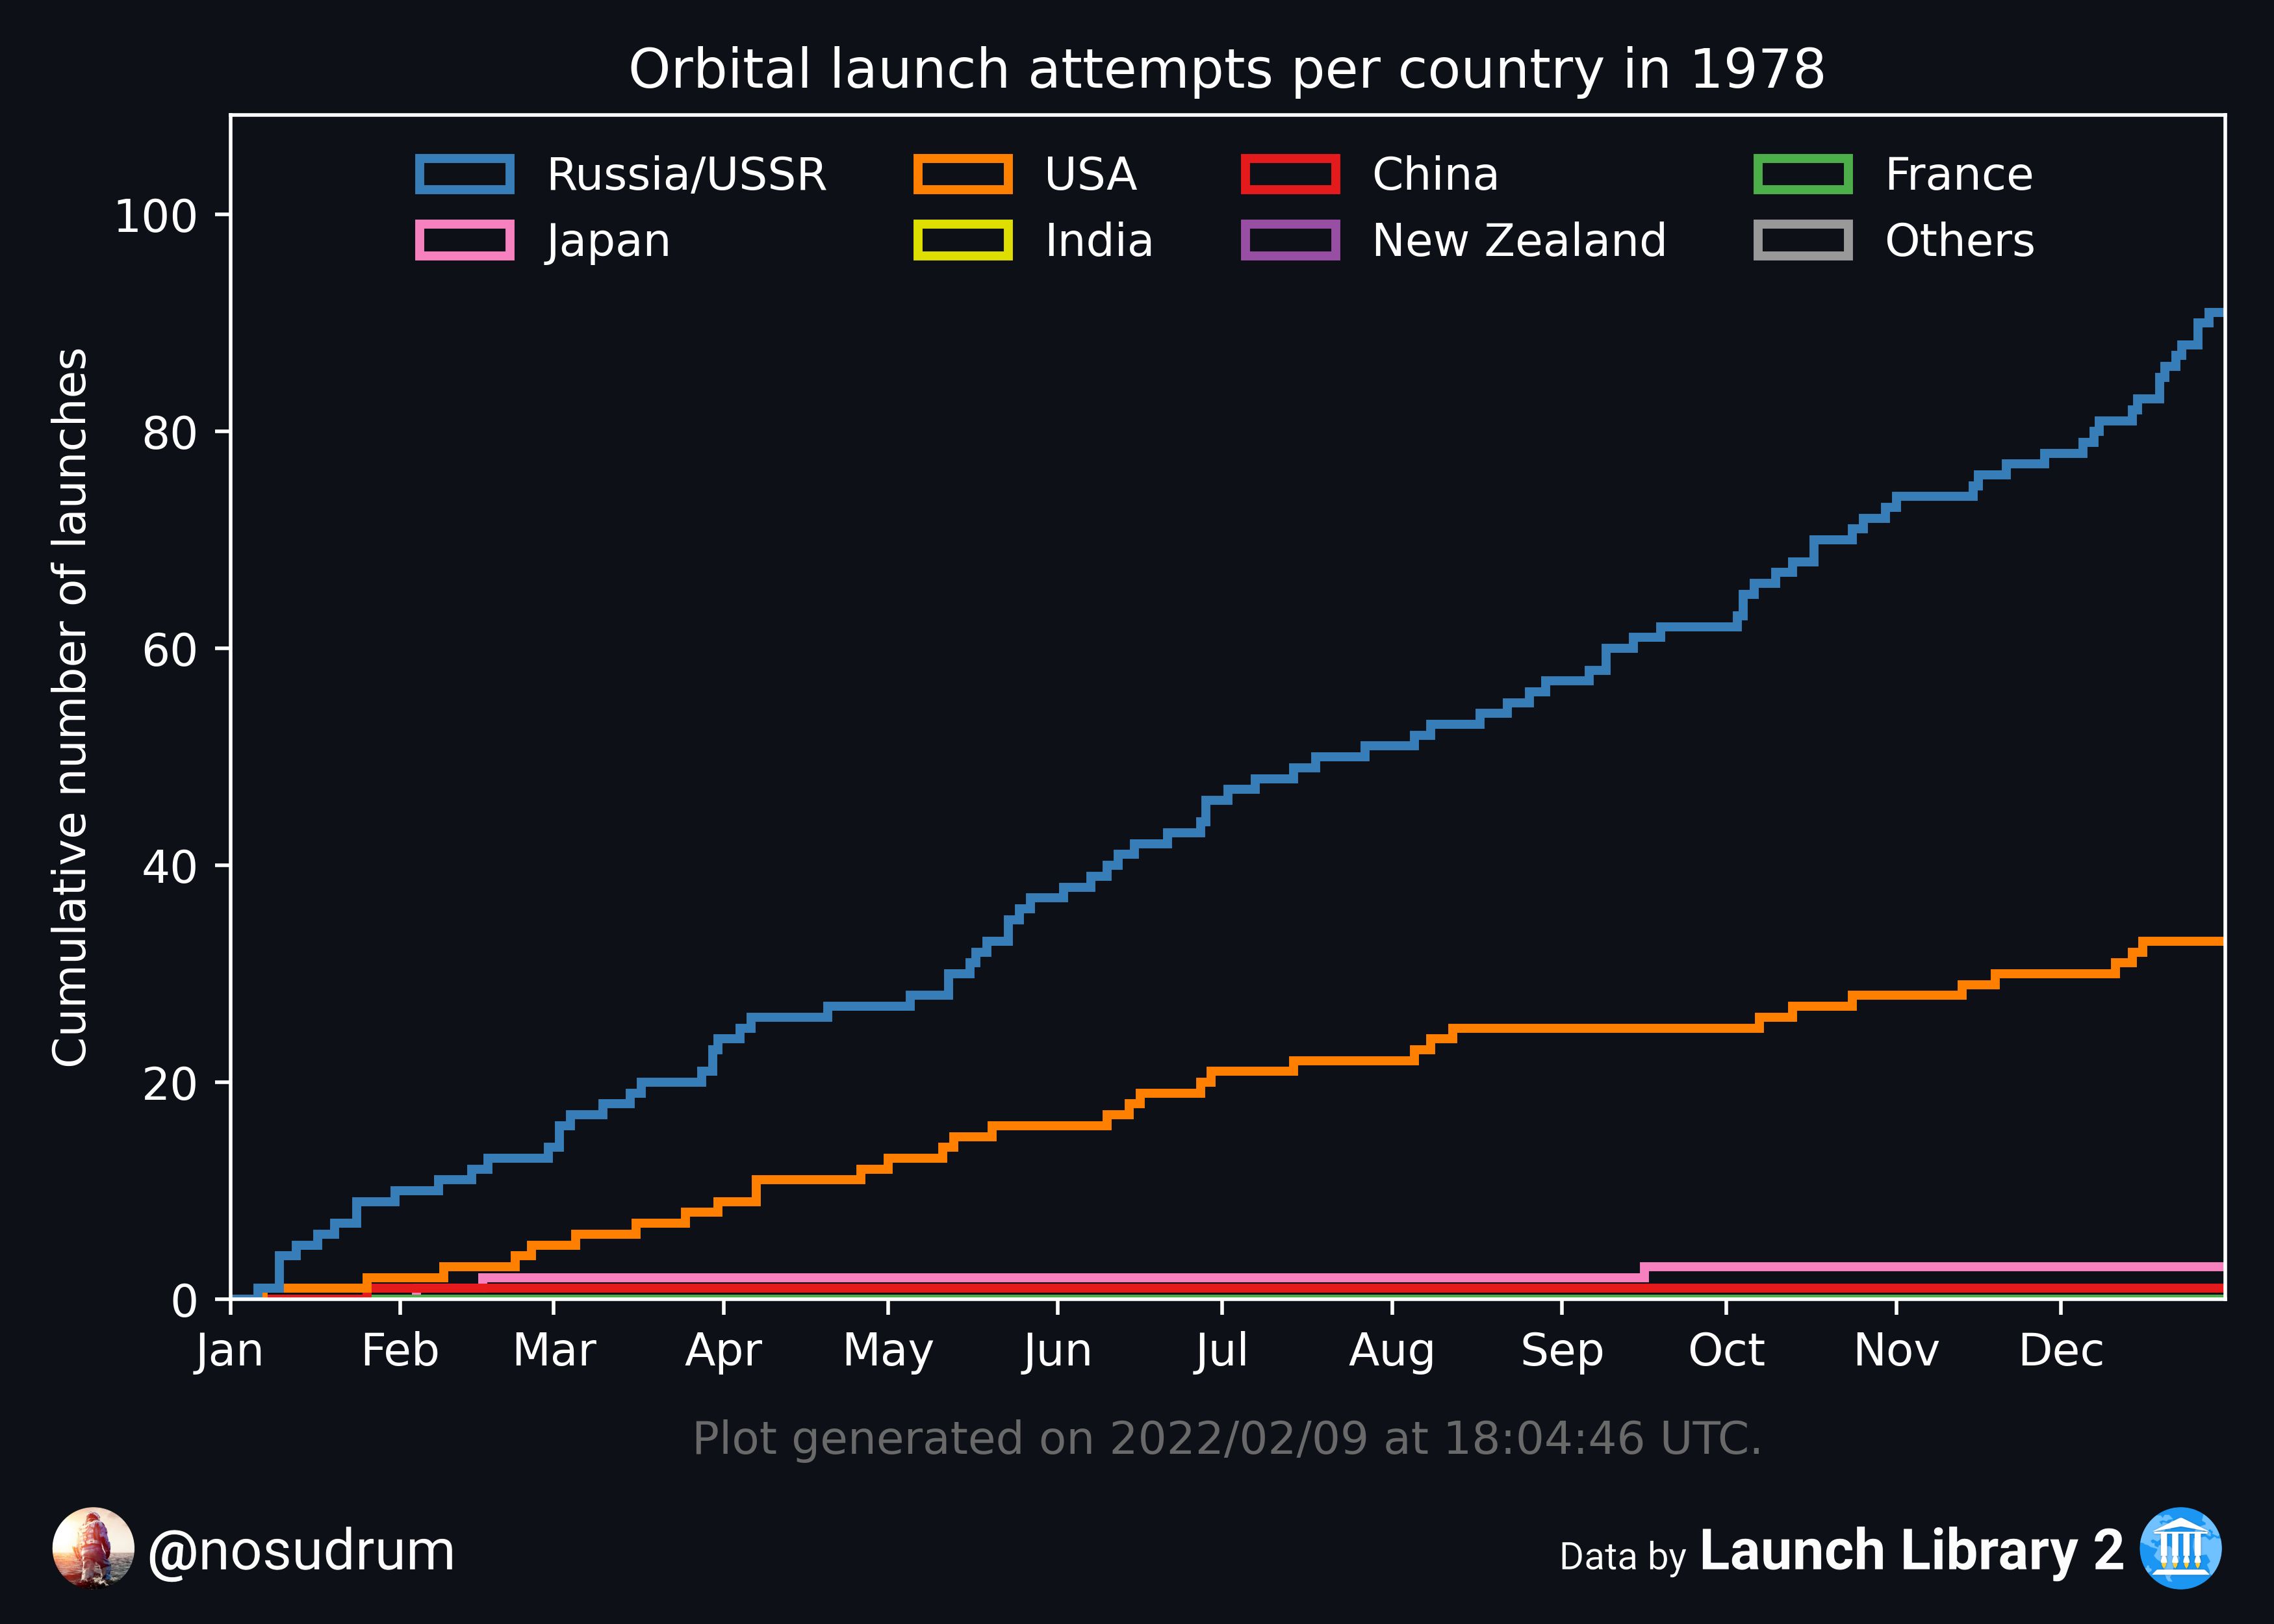 Orbital launch attempts per country in 1978
Russia/USSR USA China France
Japan India New Zealand Others
Cumulative number of launches
100
80
60
40
20
0
Jan Feb Mar Apr May Jun Jul Aug Sep Oct Nov Dec
Plot generated on 2022/02/09 at 18:04:46 UTC.
@nosudrum
Data by Launch Library 2